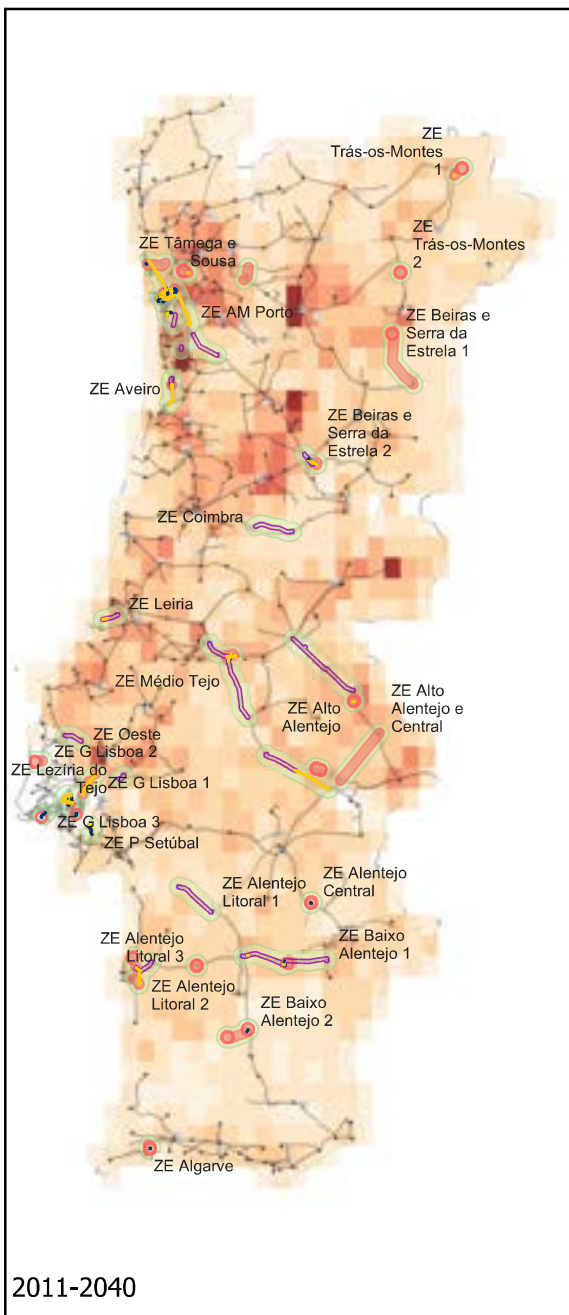 ZE
Trás-os-Montes
1
ZE Tâmega e
Sousa
ZE
Trás-os-Montes
2
ZE AM Porto
ZE Beiras e
Serra da
Estrela 1
ZE Aveiro
ZE Beiras e
Serra da
Estrela 2
ZE Coimbra
ZE Leiria
ZE Médio Tejo
ZE Alto
Alentejo
ZE Alto
Alentejo e
Central
ZE Oeste
ZE G Lisboa 2
ZE Lezíria do
Tejo
ZE G Lisboa 1
ZE G Lisboa 3
ZE P Setúbal
ZE Alentejo
Litoral 1
ZE Alentejo
Central
ZE Alentejo
Litoral 3
ZE Baixo
Alentejo 1
ZE Alentejo
Litoral 2
ZE Baixo
Alentejo 2
ZE Algarve
2011-2040